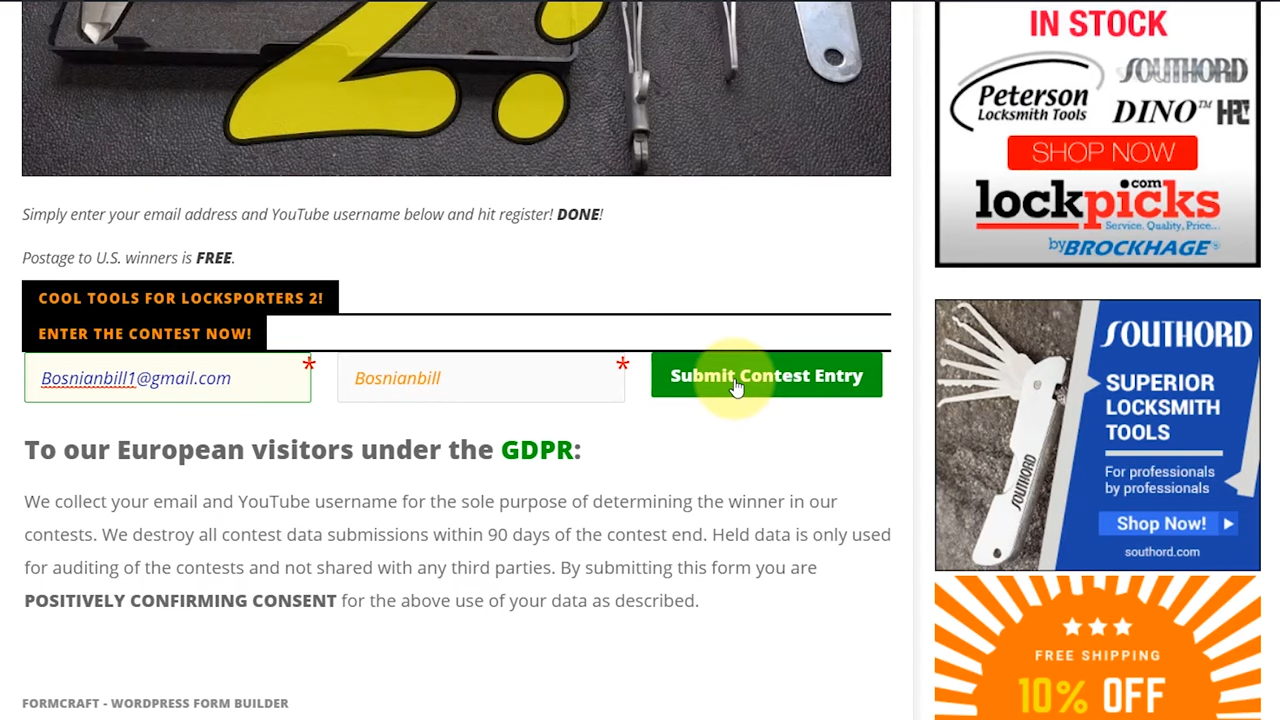 2!
Simply enter your email address and YouTube username below and hit register! DONE!
Postage to U.S. winners is FREE.
COOL TOOLS FOR LOCKSPORTERS 2!
ENTER THE CONTEST NOW!
Bosnianbill1@gmail.com * Bosnianbill * Submit Contest Entry
To our European visitors under the GDPR:
We collect your email and YouTube username for the sole purpose of determining the winner in our
contests. We destroy all contest data submissions within 90 days of the contest end. Held data is only used
for auditing of the contests and not shared with any third parties. By submitting this form you are
POSITIVELY CONFIRMING CONSENT for the above use of your data as described.
FORMCRAFT - WORDPRESS FORM BUILDER
IN STOCK
Peterson
Locksmith Tools
SOUTHORD
DINO™ HPC
SHOP NOW
lockpicks.com
Service, Quality, Price...
by BROCKHAGE®
SOUTHORD
SUPERIOR
LOCKSMITH
TOOLS
For professionals
by professionals
Shop Now!
southord.com
SOUTHORD
FREE SHIPPING
10% OFF